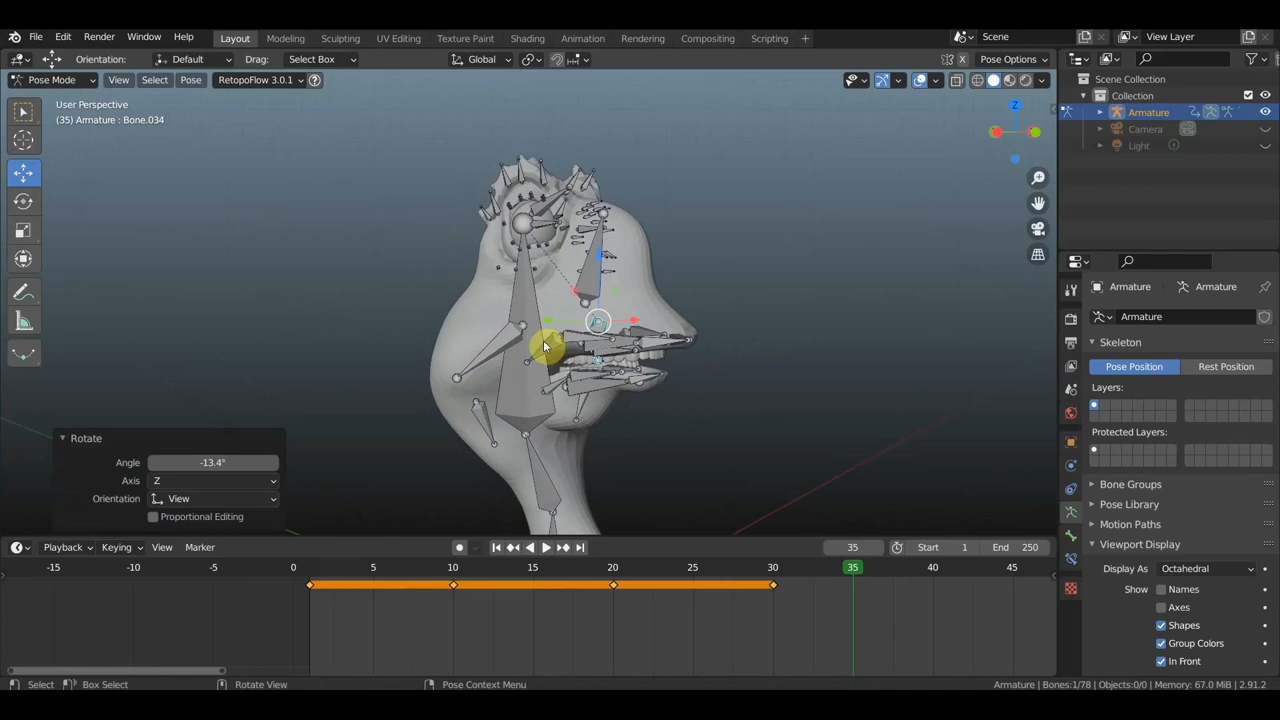 File Edit Render Window Help Layout Modeling Sculpting UV Editing Texture Paint Shading Animation Rendering Compositing Scripting + Scene View Layer
Orientation: Default Drag: Select Box Global X Pose Options
Pose Mode View Select Pose RetopoFlow 3.0.1 ?
Scene Collection
Collection
Armature
Camera
Light
User Perspective
(35) Armature : Bone.034
Z
Armature Armature
Armature
Skeleton
Pose Position Rest Position
Layers:
Protected Layers:
Bone Groups
Pose Library
Motion Paths
Viewport Display
Display As Octahedral
Show Names
Axes
Shapes
Group Colors
In Front
Rotate
Angle -13.4°
Axis Z
Orientation View
Proportional Editing
Playback Keying View Marker 35 Start 1 End 250
-15 -10 -5 0 5 10 15 20 25 30 35 40 45
Select Box Select Rotate View Pose Context Menu Armature | Bones:1/78 | Objects:0/0 | Memory: 67.0 MiB | 2.91.2